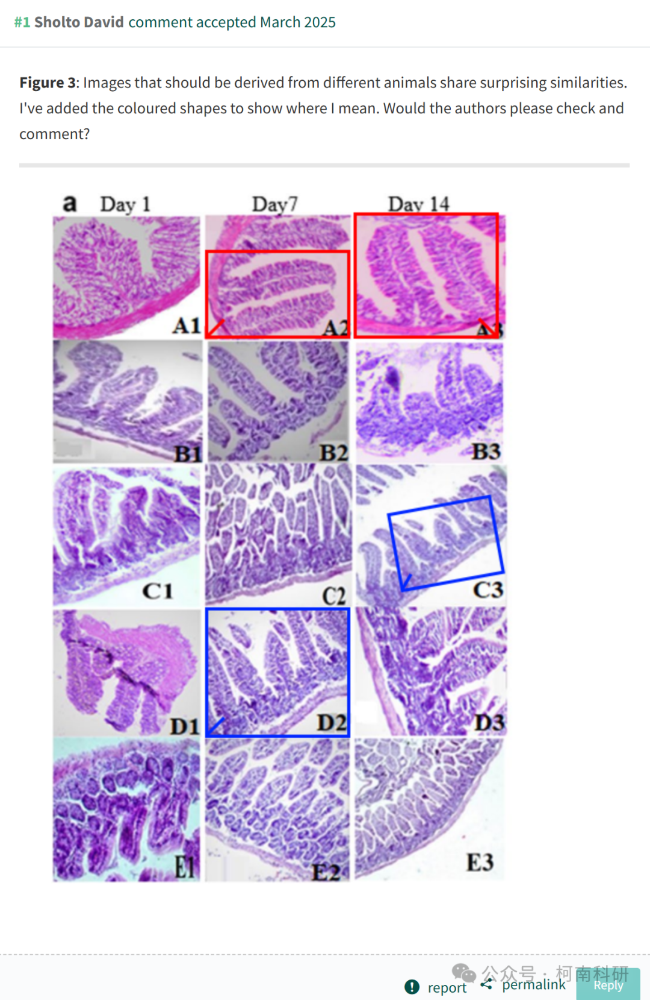 #1 Sholto David comment accepted March 2025
Figure 3: Images that should be derived from different animals share surprising similarities.
I've added the coloured shapes to show where I mean. Would the authors please check and
comment?
a Day 1 Day7 Day 14
A1 A2 A3
B1 B2 B3
C1 C2 C3
D1 D2 D3
E1 E2 E3
公众号 · 柯南科研
report permalink Reply